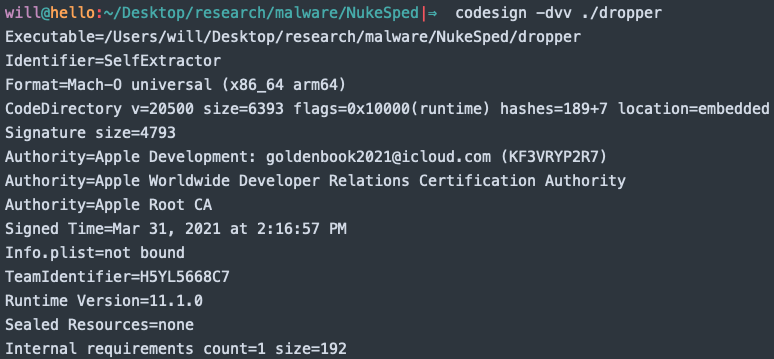 will@hello:~/Desktop/research/malware/NukeSped|⇒  codesign -dvv ./dropper
Executable=/Users/will/Desktop/research/malware/NukeSped/dropper
Identifier=SelfExtractor
Format=Mach-O universal (x86_64 arm64)
CodeDirectory v=20500 size=6393 flags=0x10000(runtime) hashes=189+7 location=embedded
Signature size=4793
Authority=Apple Development: goldenbook2021@icloud.com (KF3VRYP2R7)
Authority=Apple Worldwide Developer Relations Certification Authority
Authority=Apple Root CA
Signed Time=Mar 31, 2021 at 2:16:57 PM
Info.plist=not bound
TeamIdentifier=H5YL5668C7
Runtime Version=11.1.0
Sealed Resources=none
Internal requirements count=1 size=192